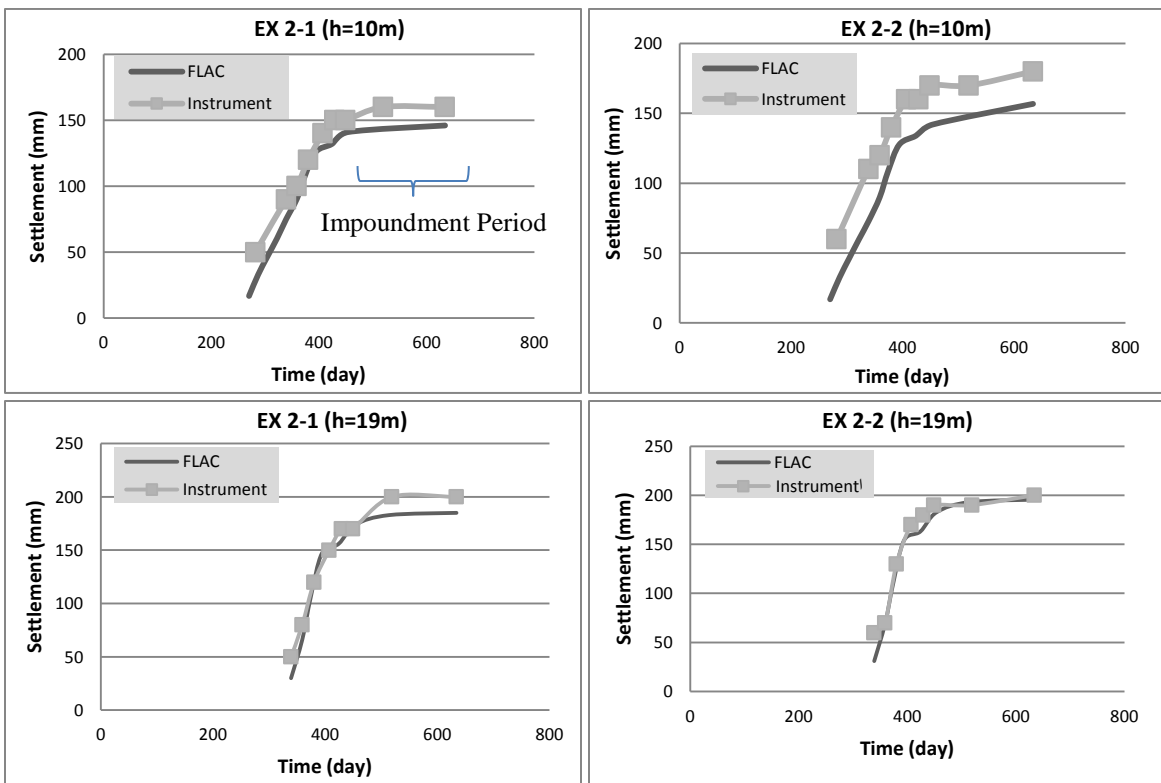 EX 2-1 (h=10m)
FLAC
Instrument
Settlement (mm)
200
150
100
50
0
Impoundment Period
0 200 400 600 800
Time (day)
EX 2-2 (h=10m)
FLAC
Instrument
Settlement (mm)
200
150
100
50
0
0 200 400 600 800
Time (day)
EX 2-1 (h=19m)
FLAC
Instrument
Settlement (mm)
250
200
150
100
50
0
0 200 400 600 800
Time (day)
EX 2-2 (h=19m)
FLAC
Instrument
Settlement (mm)
250
200
150
100
50
0
0 200 400 600 800
Time (day)